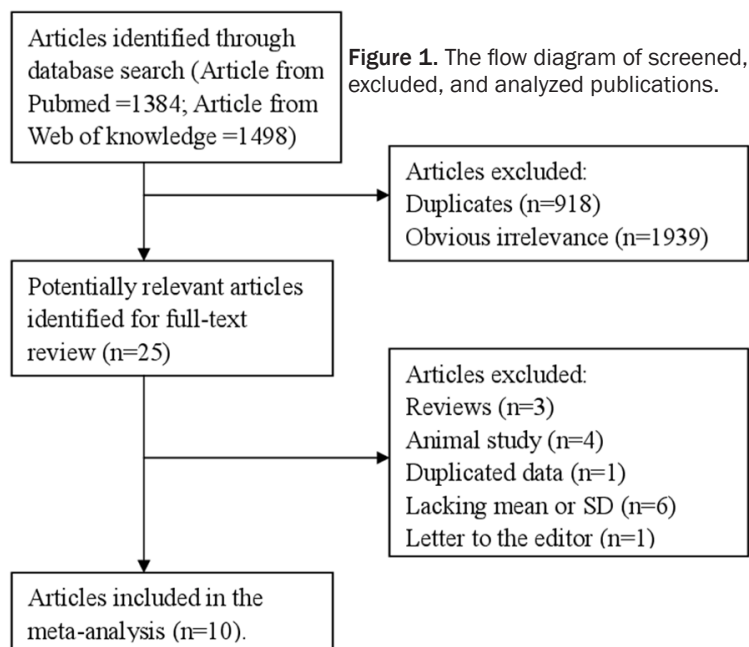 Articles identified through
database search (Article from
Pubmed =1384; Article from
Web of knowledge =1498)
Figure 1. The flow diagram of screened,
excluded, and analyzed publications.
Articles excluded:
Duplicates (n=918)
Obvious irrelevance (n=1939)
Potentially relevant articles
identified for full-text
review (n=25)
Articles excluded:
Reviews (n=3)
Animal study (n=4)
Duplicated data (n=1)
Lacking mean or SD (n=6)
Letter to the editor (n=1)
Articles included in the
meta-analysis (n=10).